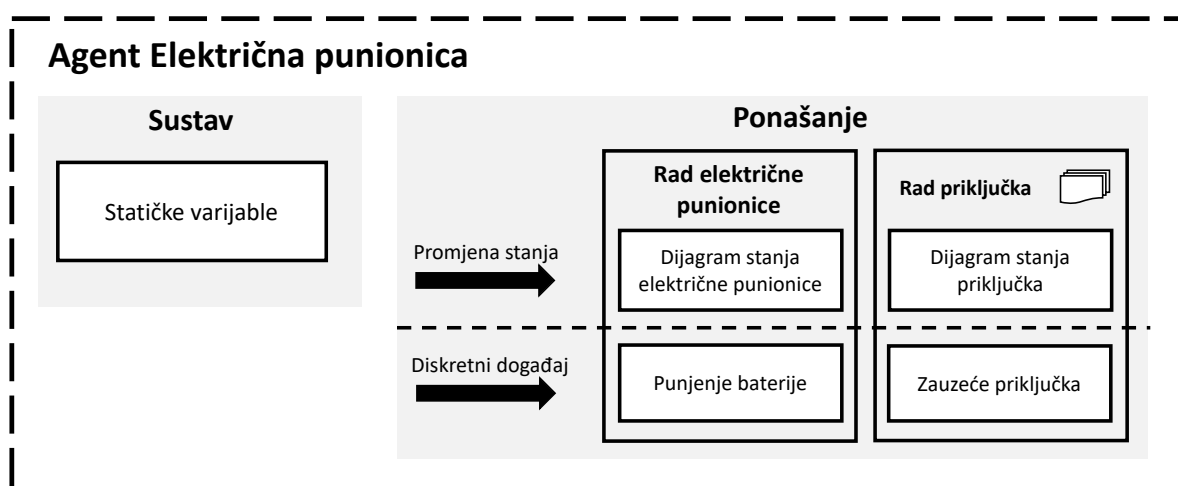 Agent Električna punionica
Sustav
Statičke varijable
Ponašanje
Rad električne
punionice
Rad priključka
Promjena stanja
Dijagram stanja
električne punionice
Dijagram stanja
priključka
Diskretni događaj
Punjenje baterije
Zauzeće priključka